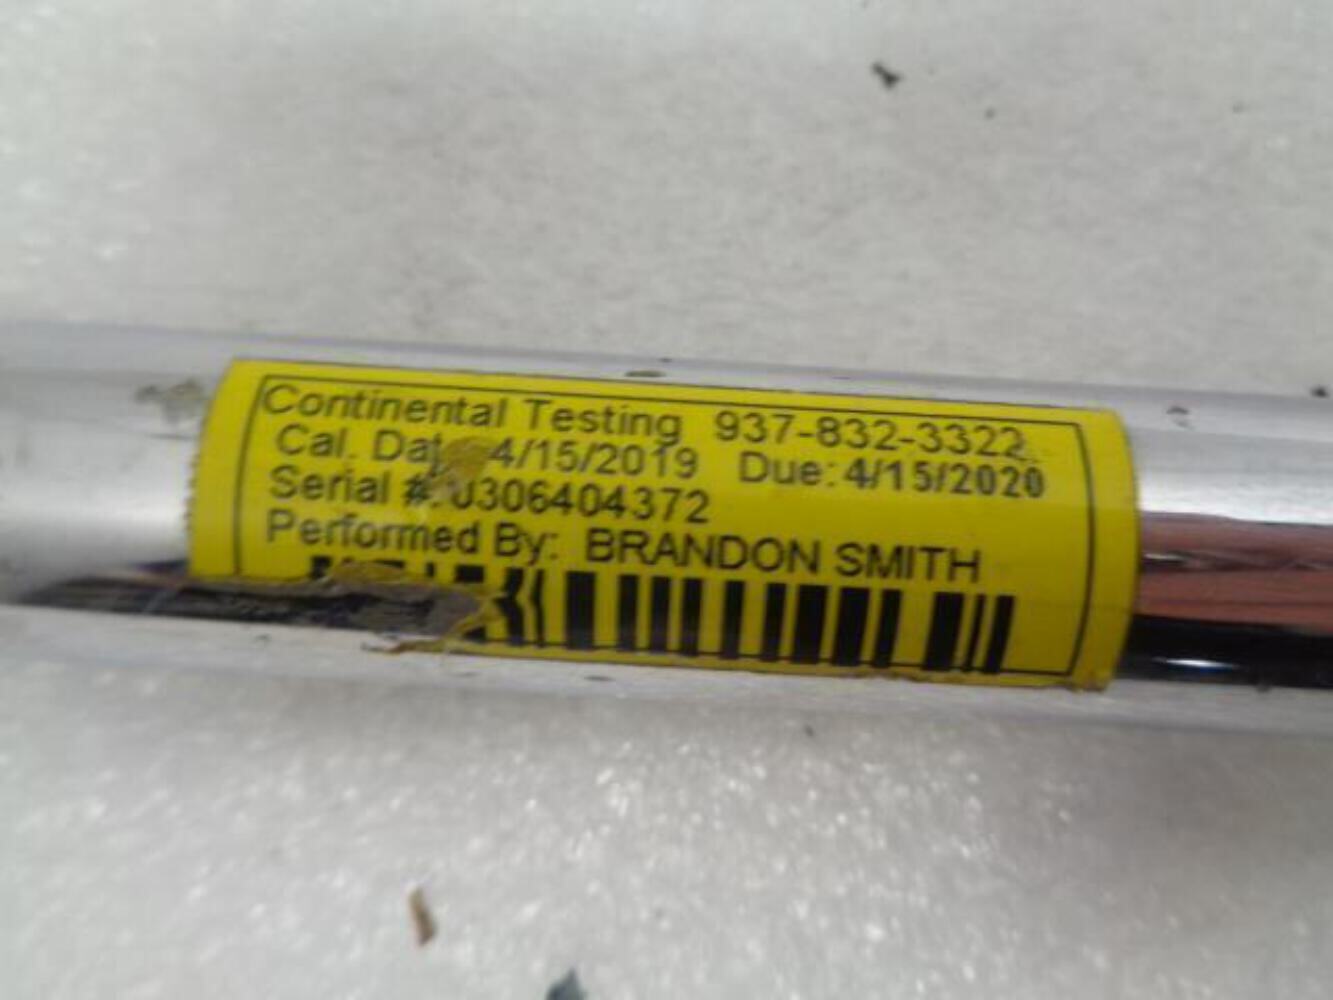 Continental Testing 937-832-3322
Cal. Dat 4/15/2019 Due: 4/15/2020
Serial #: 0306404372
Performed By: BRANDON SMITH